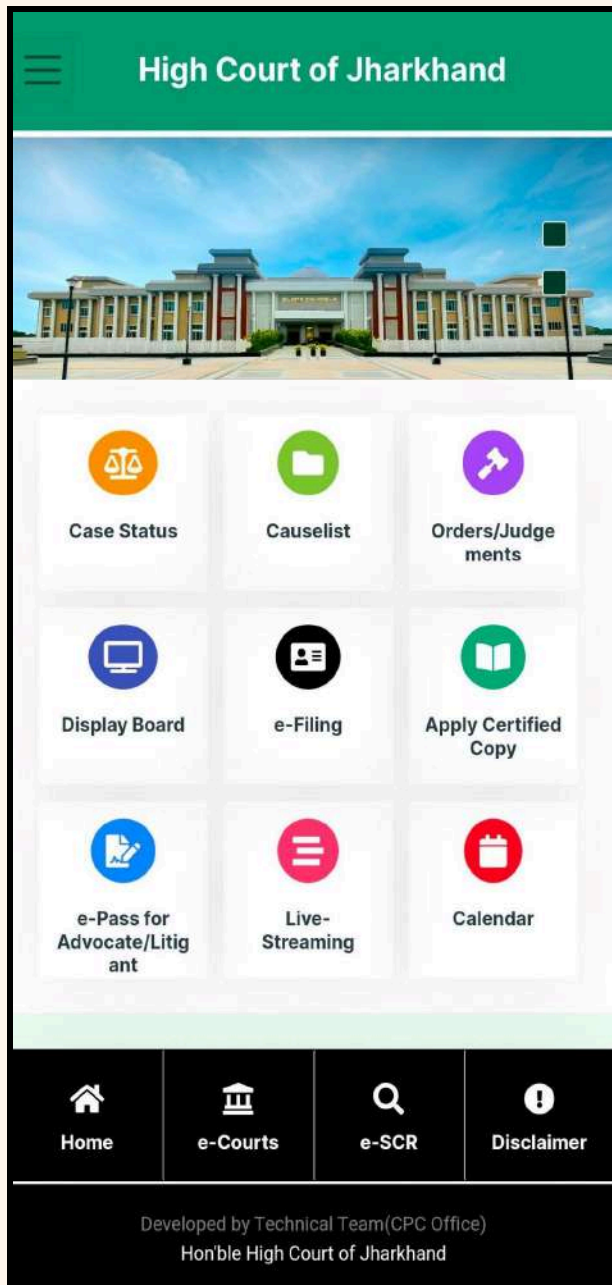 High Court of Jharkhand
Case Status
Causelist
Orders/Judge
ments
Display Board
e-Filing
Apply Certified
Copy
e-Pass for
Advocate/Litig
ant
Live-
Streaming
Calendar
Home
e-Courts
e-SCR
Disclaimer
Developed by Technical Team(CPC Office)
Hon'ble High Court of Jharkhand